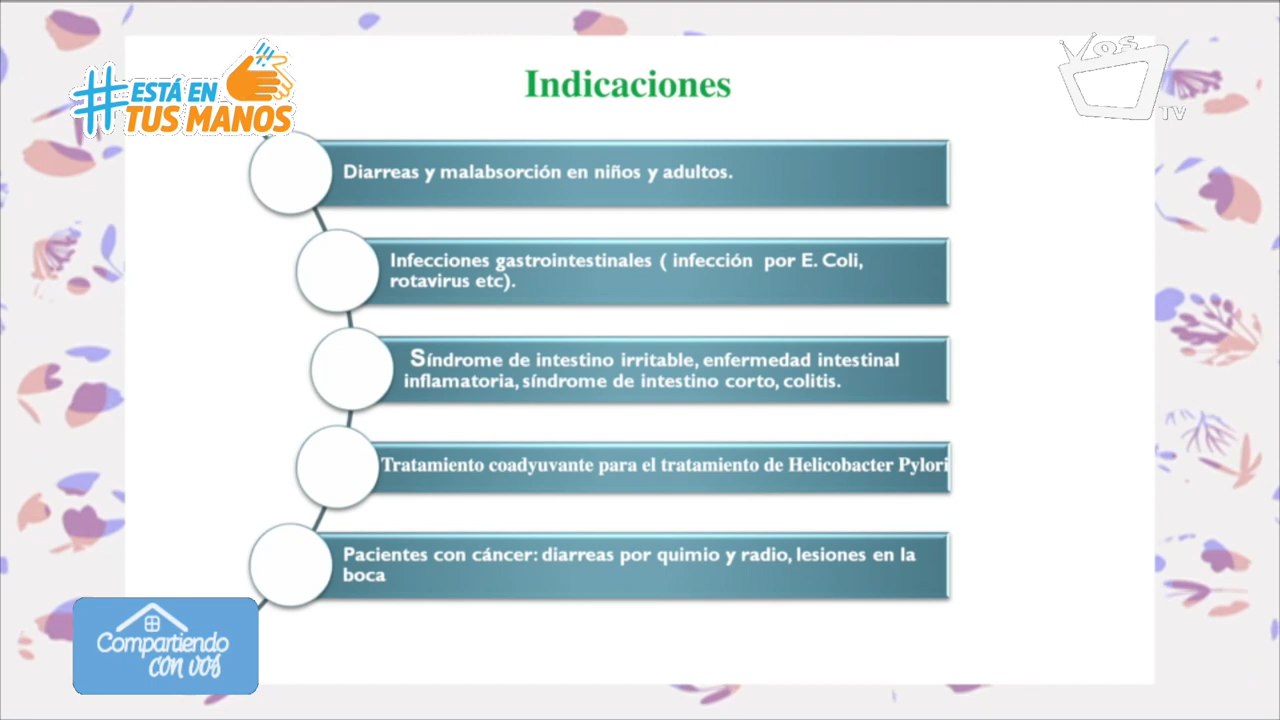 #ESTÁ EN
TUS MANOS
Indicaciones
VOS
TV
Diarreas y malabsorción en niños y adultos.
Infecciones gastrointestinales ( infección por E. Coli,
rotavirus etc).
Síndrome de intestino irritable, enfermedad intestinal
inflamatoria, síndrome de intestino corto, colitis.
Tratamiento coadyuvante para el tratamiento de Helicobacter Pylori
Pacientes con cáncer: diarreas por quimio y radio, lesiones en la
boca
Compartiendo
con vos